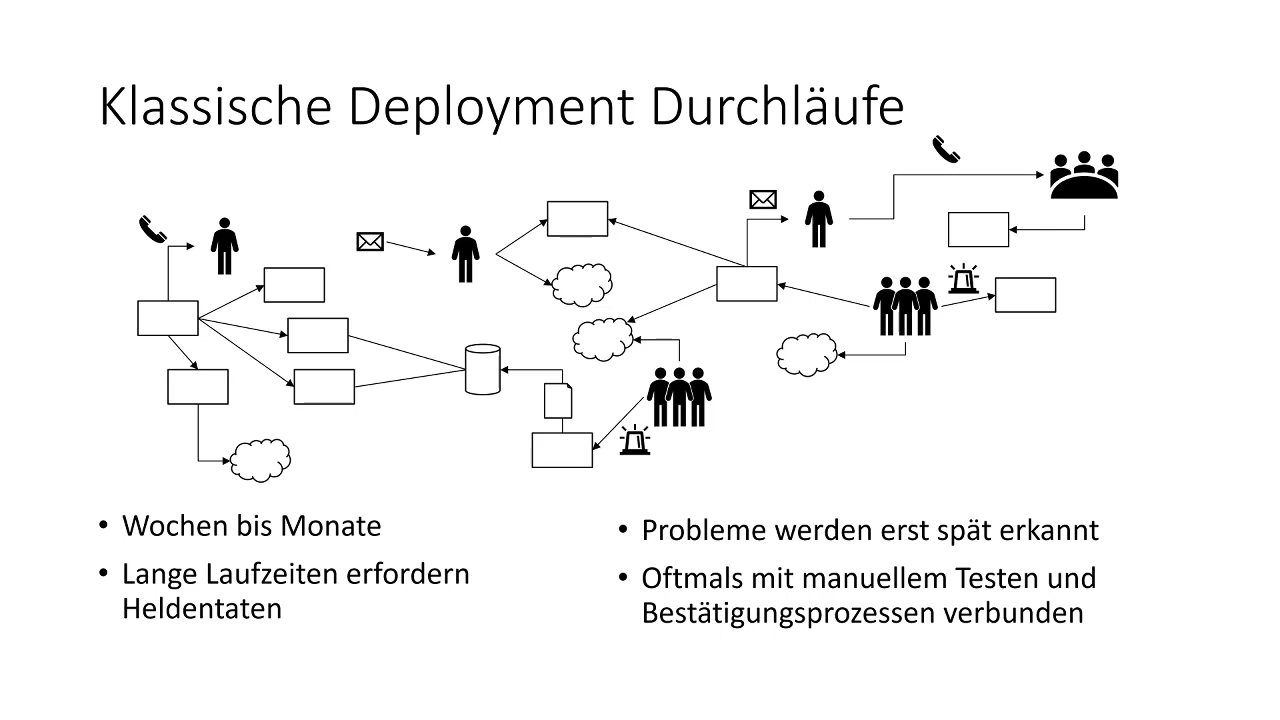 Klassische Deployment Durchläufe
• Wochen bis Monate
• Lange Laufzeiten erfordern
Heldentaten
• Probleme werden erst spät erkannt
• Oftmals mit manuellem Testen und
Bestätigungsprozessen verbunden